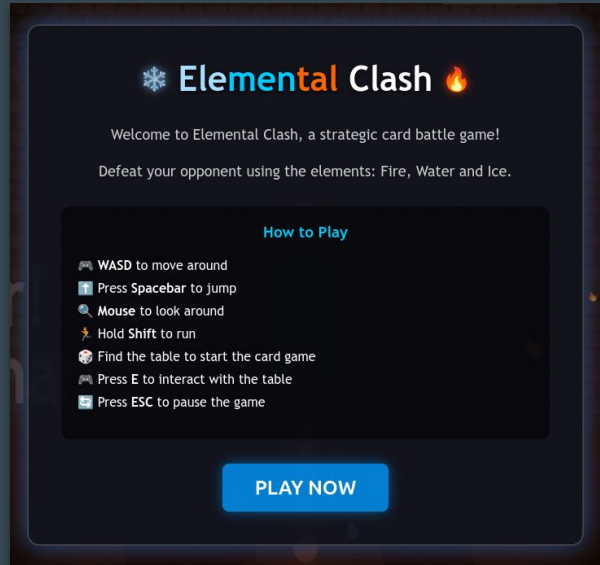 Elemental Clash
Welcome to Elemental Clash, a strategic card battle game!
Defeat your opponent using the elements: Fire, Water and Ice.
How to Play
WASD to move around
Press Spacebar to jump
Mouse to look around
Hold Shift to run
Find the table to start the card game
Press E to interact with the table
Press ESC to pause the game
PLAY NOW